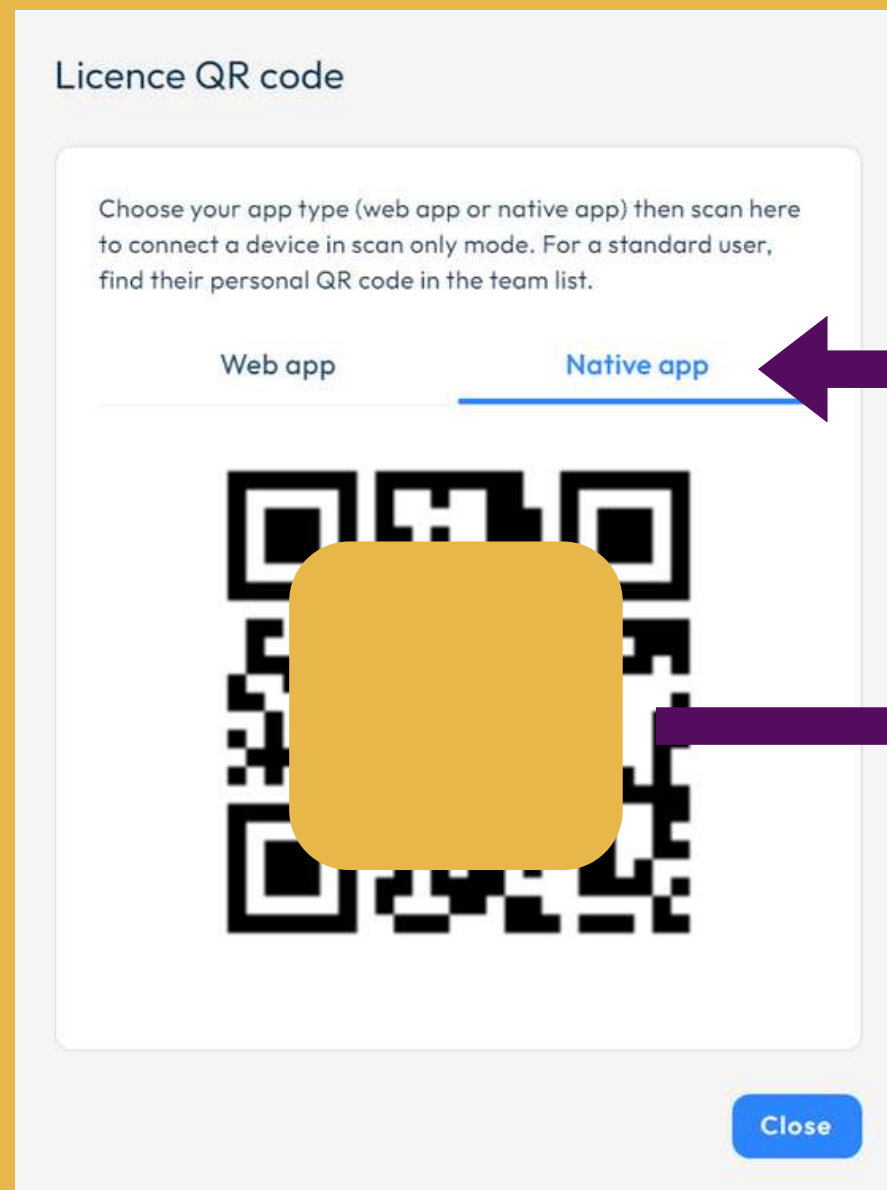 Licence QR code
Choose your app type (web app or native app) then scan here
to connect a device in scan only mode. For a standard user,
find their personal QR code in the team list.
Web app
Native app
Close